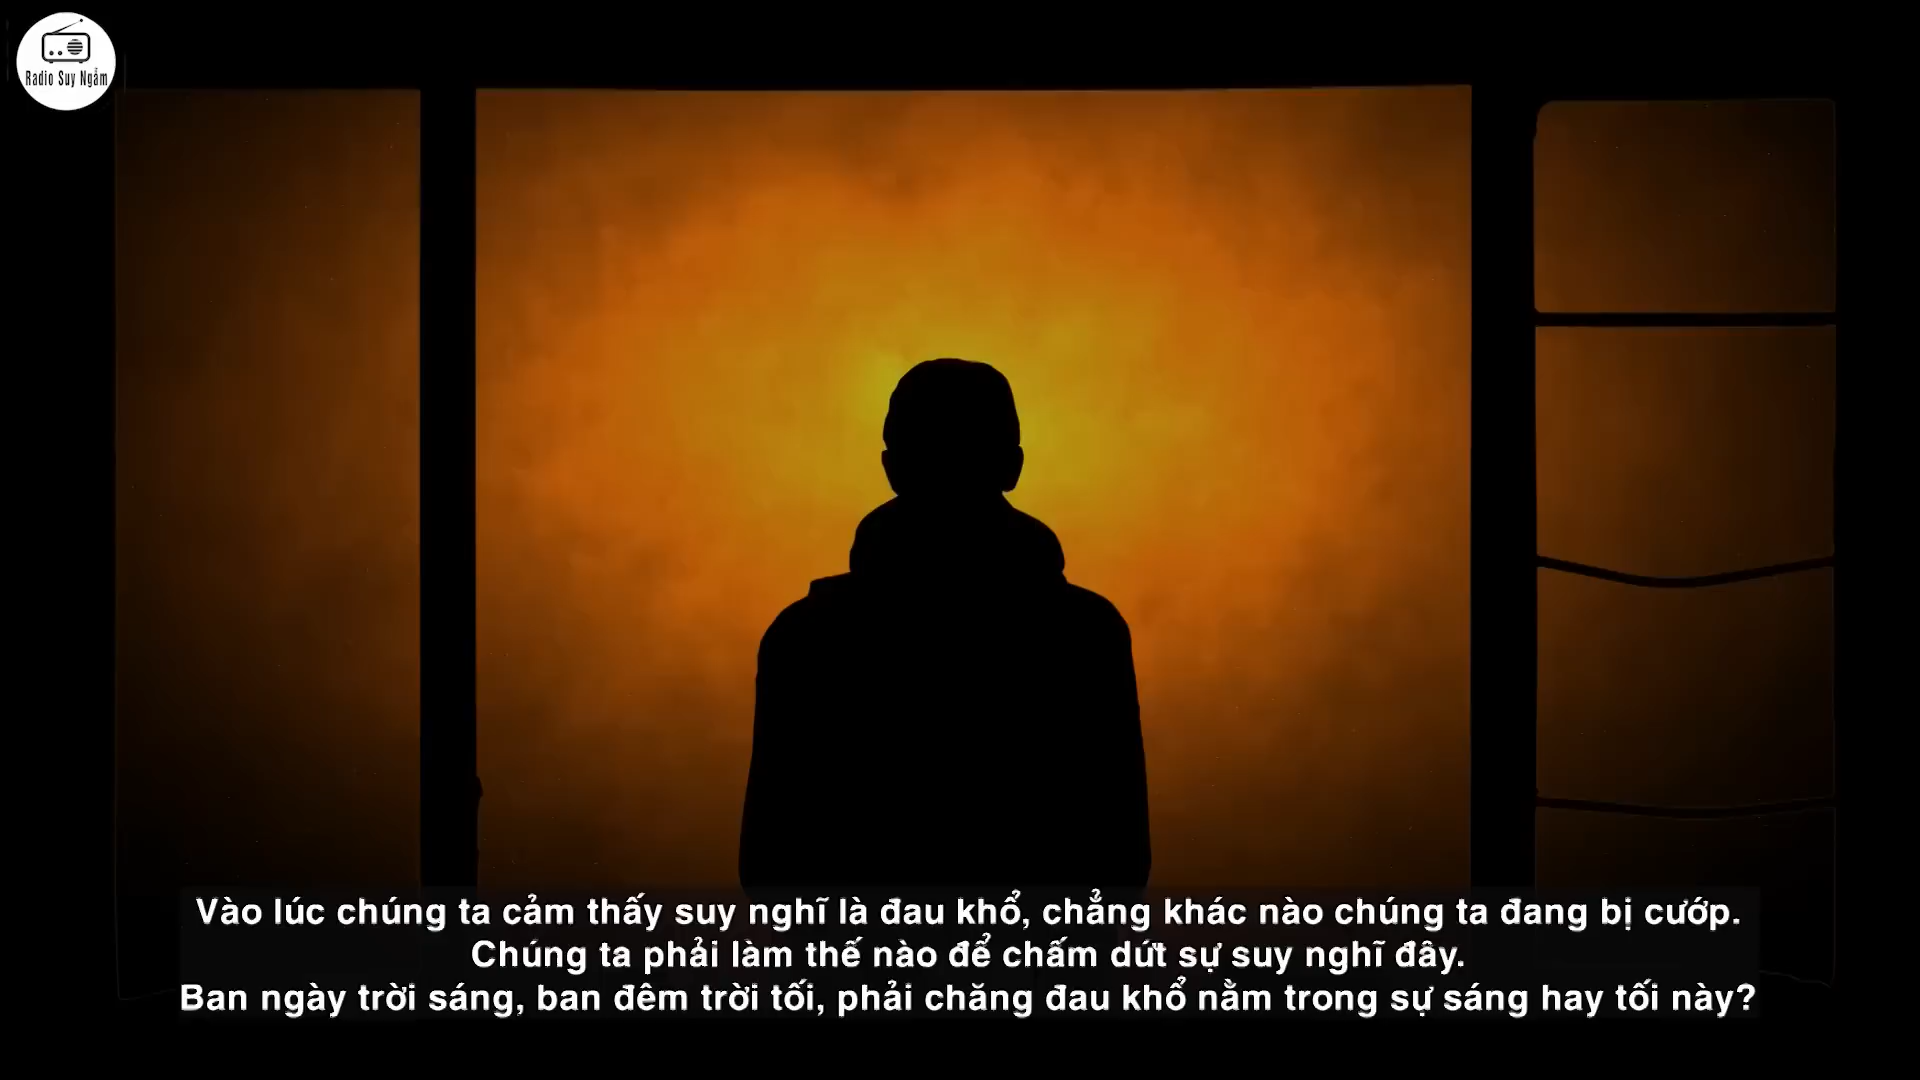 Radio Suy Ngẫm
Vào lúc chúng ta cảm thấy suy nghĩ là đau khổ, chẳng khác nào chúng ta đang bị cướp.
Chúng ta phải làm thế nào để chấm dứt sự suy nghĩ đây.
Ban ngày trời sáng, ban đêm trời tối, phải chăng đau khổ nằm trong sự sáng hay tối này?